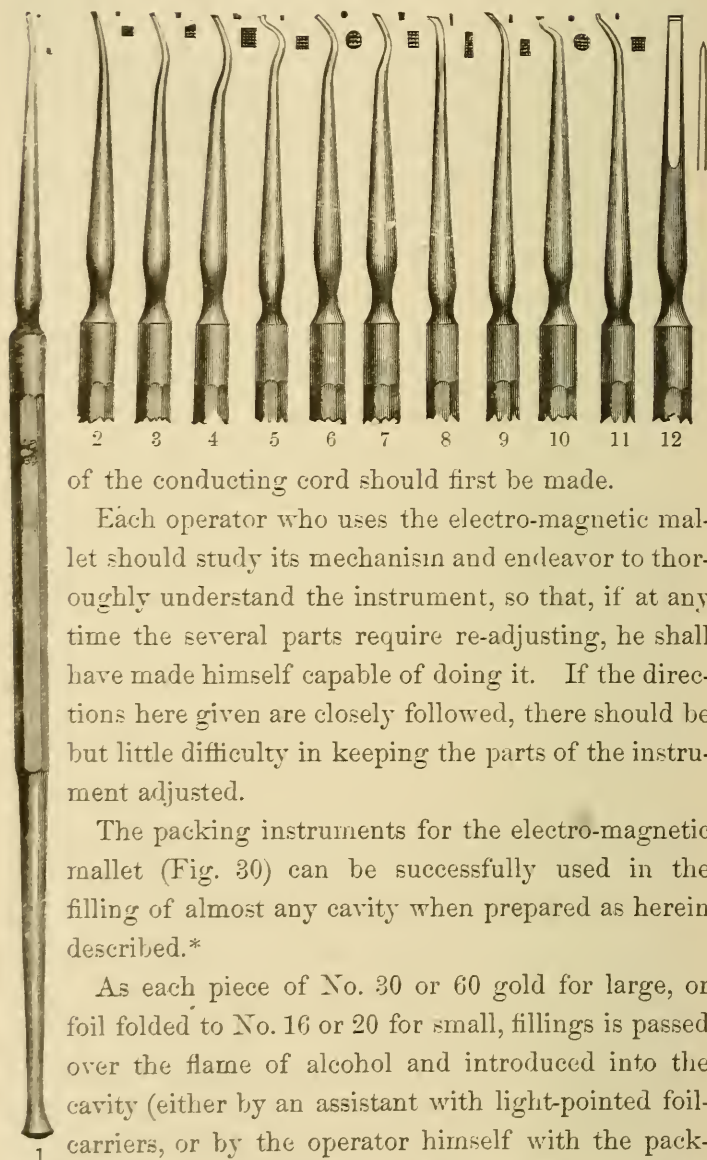 2 3 4 5 6 7 8 9 10 11 12
of the conducting cord should first be made.
Each operator who uses the electro-magnetic mal-
let should study its mechanism and endeavor to thor-
oughly understand the instrument, so that, if at any
time the several parts require re-adjusting, he shall
have made himself capable of doing it. If the direc-
tions here given are closely followed, there should be
but little difficulty in keeping the parts of the instru-
ment adjusted.
The packing instruments for the electro-magnetic
mallet (Fig. 30) can be successfully used in the
filling of almost any cavity when prepared as herein
described.*
As each piece of No. 30 or 60 gold for large, or
foil folded to No. 16 or 20 for small, fillings is passed
over the flame of alcohol and introduced into the
cavity (either by an assistant with light-pointed foil-
carriers, or by the operator himself with the pack-
1